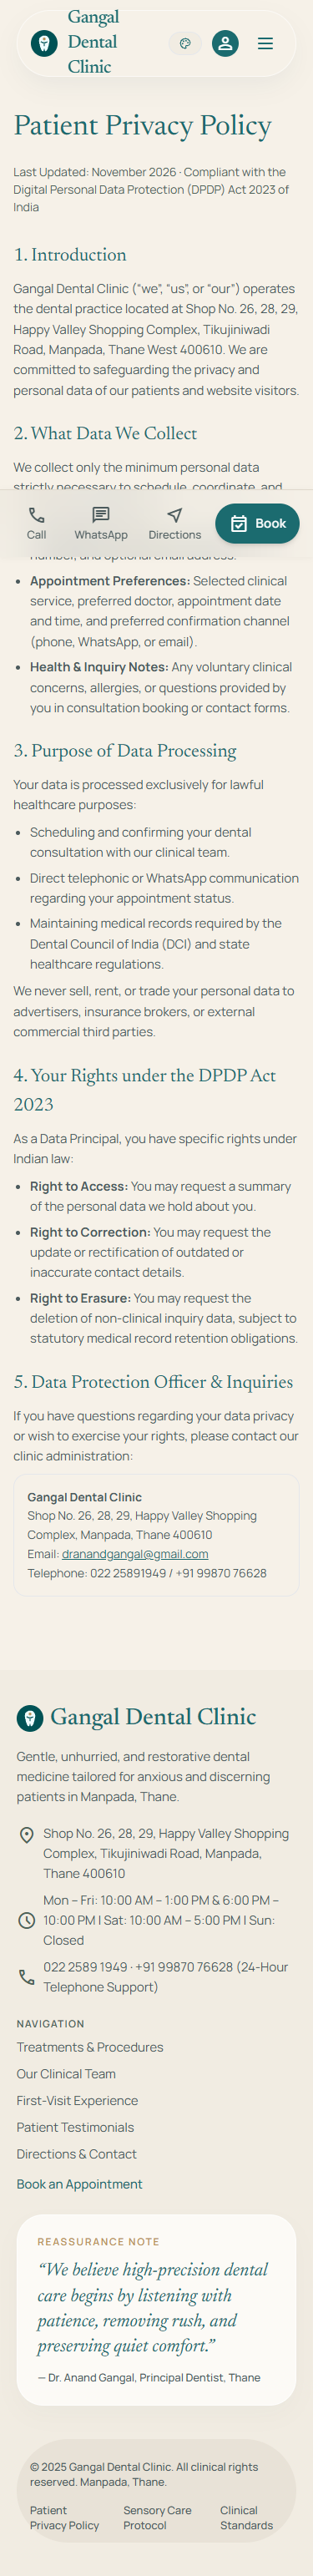 Gangal
Dental
Clinic
Patient Privacy Policy
Last Updated: November 2026 · Compliant with the
Digital Personal Data Protection (DPDP) Act 2023 of
India
1. Introduction
Gangal Dental Clinic (“we”, “us”, or “our”) operates
the dental practice located at Shop No. 26, 28, 29,
Happy Valley Shopping Complex, Tikujiniwadi
Road, Manpada, Thane West 400610. We are
committed to safeguarding the privacy and
personal data of our patients and website visitors.
2. What Data We Collect
We collect only the minimum personal data
strictly necessary to schedule, coordinate, and
Call
WhatsApp
Directions
Book
number, and optional email address.
• Appointment Preferences: Selected clinical
service, preferred doctor, appointment date
and time, and preferred confirmation channel
(phone, WhatsApp, or email).
• Health & Inquiry Notes: Any voluntary clinical
concerns, allergies, or questions provided by
you in consultation booking or contact forms.
3. Purpose of Data Processing
Your data is processed exclusively for lawful
healthcare purposes:
• Scheduling and confirming your dental
consultation with our clinical team.
• Direct telephonic or WhatsApp communication
regarding your appointment status.
• Maintaining medical records required by the
Dental Council of India (DCI) and state
healthcare regulations.
We never sell, rent, or trade your personal data to
advertisers, insurance brokers, or external
commercial third parties.
4. Your Rights under the DPDP Act
2023
As a Data Principal, you have specific rights under
Indian law:
• Right to Access: You may request a summary
of the personal data we hold about you.
• Right to Correction: You may request the
update or rectification of outdated or
inaccurate contact details.
• Right to Erasure: You may request the
deletion of non-clinical inquiry data, subject to
statutory medical record retention obligations.
5. Data Protection Officer & Inquiries
If you have questions regarding your data privacy
or wish to exercise your rights, please contact our
clinic administration:
Gangal Dental Clinic
Shop No. 26, 28, 29, Happy Valley Shopping
Complex, Manpada, Thane 400610
Email: dranandgangal@gmail.com
Telephone: 022 25891949 / +91 99870 76628
Gangal Dental Clinic
Gentle, unhurried, and restorative dental
medicine tailored for anxious and discerning
patients in Manpada, Thane.
Shop No. 26, 28, 29, Happy Valley Shopping
Complex, Tikujiniwadi Road, Manpada,
Thane 400610
Mon – Fri: 10:00 AM – 1:00 PM & 6:00 PM –
10:00 PM | Sat: 10:00 AM – 5:00 PM | Sun:
Closed
022 2589 1949 · +91 99870 76628 (24-Hour
Telephone Support)
NAVIGATION
Treatments & Procedures
Our Clinical Team
First-Visit Experience
Patient Testimonials
Directions & Contact
Book an Appointment
REASSURANCE NOTE
“We believe high-precision dental
care begins by listening with
patience, removing rush, and
preserving quiet comfort.”
— Dr. Anand Gangal, Principal Dentist, Thane
© 2025 Gangal Dental Clinic. All clinical rights
reserved. Manpada, Thane.
Patient
Privacy Policy
Sensory Care
Protocol
Clinical
Standards